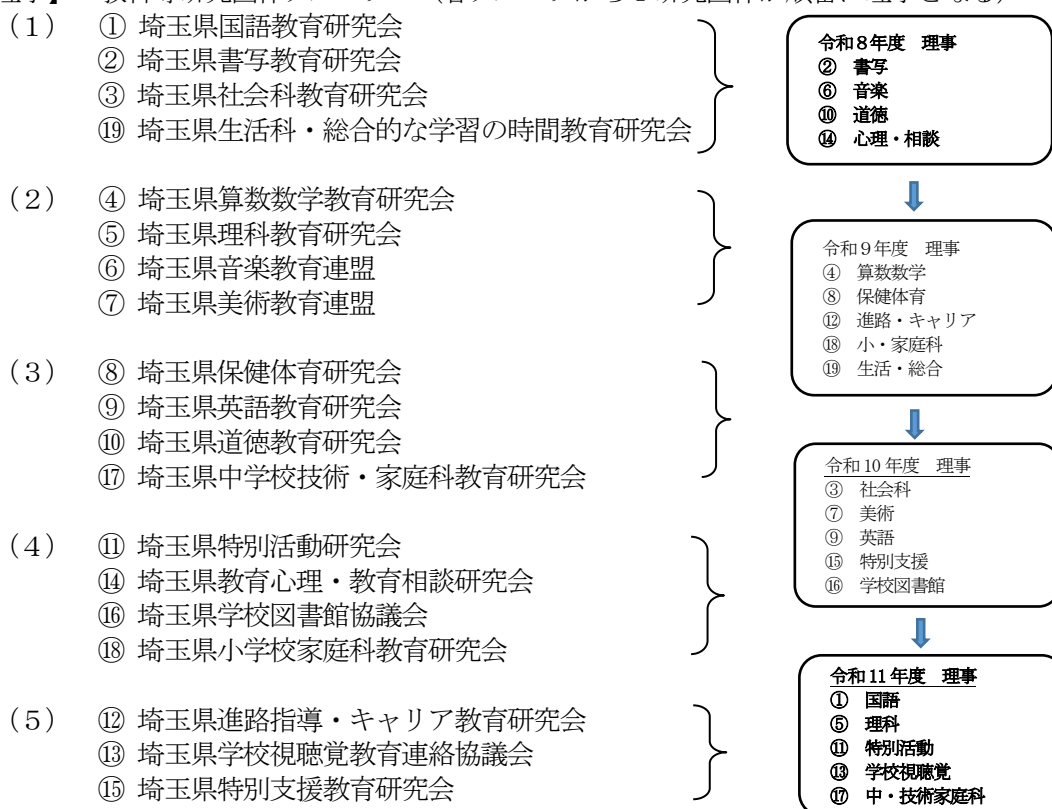 (1) ① 埼玉県国語教育研究会
② 埼玉県書写教育研究会
③ 埼玉県社会科教育研究会
⑲ 埼玉県生活科・総合的な学習の時間教育研究会
(2) ④ 埼玉県算数数学教育研究会
⑤ 埼玉県理科教育研究会
⑥ 埼玉県音楽教育連盟
⑦ 埼玉県美術教育連盟
(3) ⑧ 埼玉県保健体育研究会
⑨ 埼玉県英語教育研究会
⑩ 埼玉県道徳教育研究会
⑰ 埼玉県中学校技術・家庭科教育研究会
(4) ⑪ 埼玉県特別活動研究会
⑭ 埼玉県教育心理・教育相談研究会
⑯ 埼玉県学校図書館協議会
⑱ 埼玉県小学校家庭科教育研究会
(5) ⑫ 埼玉県進路指導・キャリア教育研究会
⑬ 埼玉県学校視聴覚教育連絡協議会
⑮ 埼玉県特別支援教育研究会
令和8年度 理事
② 書写
⑥ 音楽
⑩ 道徳
⑭ 心理・相談
令和9年度 理事
④ 算数数学
⑧ 保健体育
⑫ 進路・キャリア
⑱ 小・家庭科
⑲ 生活・総合
令和10年度 理事
③ 社会科
⑦ 美術
⑨ 英語
⑮ 特別支援
⑯ 学校図書館
令和11年度 理事
① 国語
⑤ 理科
⑪ 特別活動
⑬ 学校視聴覚
⑰ 中・技術家庭科